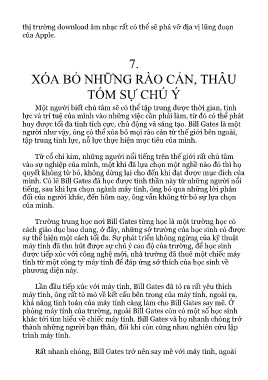 thị trường download âm nhạc rất có thể sẽ phá vỡ địa vị lũng đoạn
của Apple.
7.
XÓA BỎ NHỮNG RÀO CẢN, THÂU
TÓM SỰ CHÚ Ý
Một người biết chú tâm sẽ có thể tập trung được thời gian, tinh
lực và trí tuệ của mình vào những việc cần phải làm, từ đó có thể phát
huy được tối đa tính tích cực, chủ động và sáng tạo. Bill Gates là một
người như vậy, ông có thể xóa bỏ mọi rào cản từ thế giới bên ngoài,
tập trung tinh lực, nỗ lực thực hiện mục tiêu của mình.
Từ cổ chí kim, những người nổi tiếng trên thế giới rất chú tâm
vào sự nghiệp của mình, một khi đã lựa chọn một nghề nào đó thì họ
quyết không từ bỏ, không dừng lại cho đến khi đạt được mục đích của
mình. Có lẽ Bill Gates đã học được tinh thần này từ những người nổi
tiếng, sau khi lựa chọn ngành máy tính, ông bỏ qua những lời phản
đối của người khác, đến hôm nay, ông vẫn không từ bỏ sự lựa chọn
của mình.
Trường trung học nơi Bill Gates từng học là một trường học có
cách giáo dục bao dung, ở đây, những sở trường của học sinh có được
sự thể hiện một cách tối đa. Sự phát triển không ngừng của kỹ thuật
máy tính đã thu hút được sự chú ý cao độ của trường, để học sinh
được tiếp xúc với công nghệ mới, nhà trường đã thuê một chiếc máy
tính từ một công ty máy tính để đáp ứng sở thích của học sinh về
phương diện này.
Lần đầu tiếp xúc với máy tính, Bill Gates đã tỏ ra rất yêu thích
máy tính, ông rất tò mò về kết cấu bên trong của máy tính, ngoài ra,
khả năng tính toán của máy tính càng làm cho Bill Gates say mê. Ở
phòng máy tính của trường, ngoài Bill Gates còn có một số học sinh
khác tới tìm hiểu về chiếc máy tính. Bill Gates và họ nhanh chóng trở
thành những người bạn thân, đôi khi còn cùng nhau nghiên cứu lập
trình máy tính.
Rất nhanh chóng, Bill Gates trở nên say mê với máy tính, ngoài